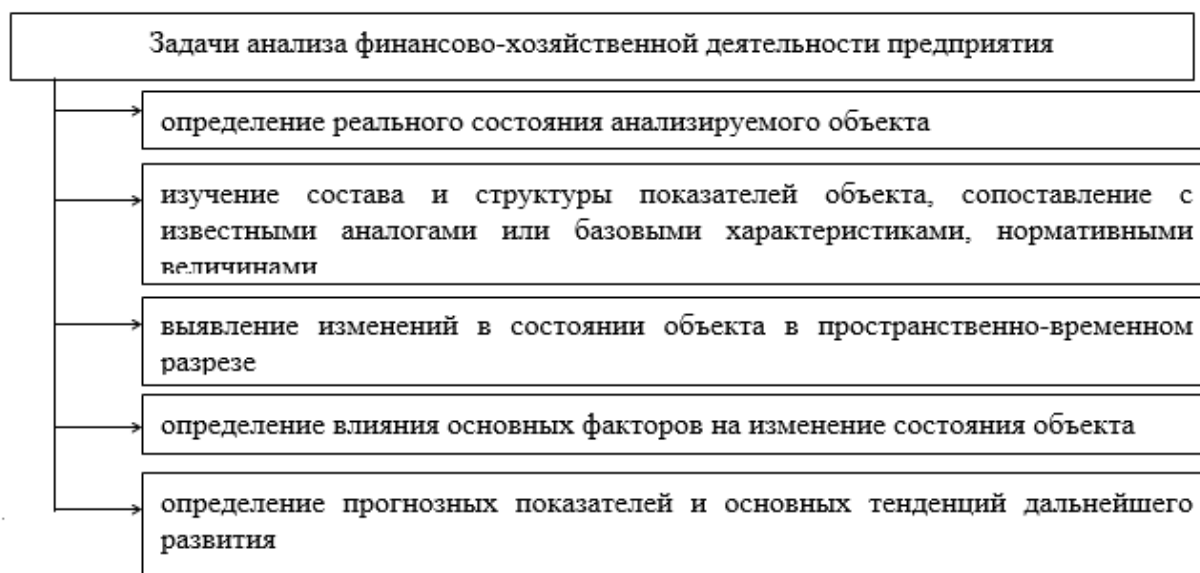 Задачи анализа финансово-хозяйственной деятельности предприятия
определение реального состояния анализируемого объекта
изучение состава и структуры показателей объекта, сопоставление с
известными аналогами или базовыми характеристиками, нормативными
величинами
выявление изменений в состоянии объекта в пространственно-временном
разрезе
определение влияния основных факторов на изменение состояния объекта
определение прогнозных показателей и основных тенденций дальнейшего
развития